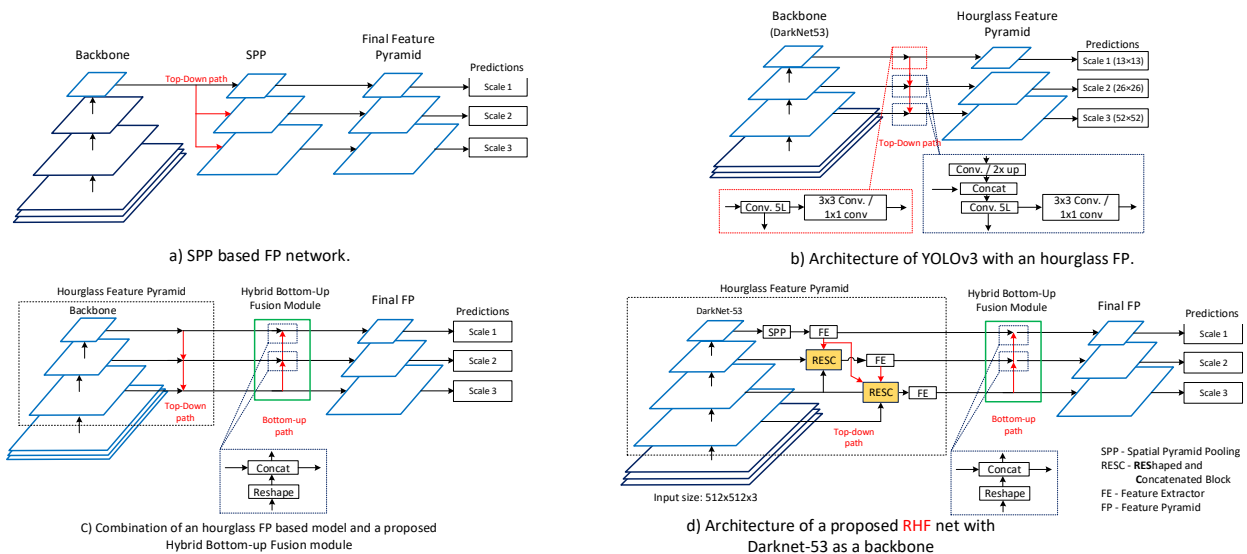 Backbone
SPP
Final Feature
Pyramid
Predictions
Top-Down path
Scale 1
Scale 2
Scale 3
a) SPP based FP network.
Backbone
(DarkNet53)
Hourglass Feature
Pyramid
Predictions
Scale 1 (13×13)
Scale 2 (26×26)
Scale 3 (52×52)
Top-Down path
Conv. 5L
3x3 Conv. /
1x1 conv
Conv. / 2x up
Concat
Conv. 5L
3x3 Conv. /
1x1 conv
b) Architecture of YOLOv3 with an hourglass FP.
Hourglass Feature Pyramid
Backbone
Hybrid Bottom-Up
Fusion Module
Final FP
Predictions
Scale 1
Scale 2
Scale 3
Top-Down
path
Bottom-up
path
Concat
Reshape
C) Combination of an hourglass FP based model and a proposed
Hybrid Bottom-up Fusion module
Hourglass Feature Pyramid
DarkNet-53
SPP
FE
RESC
FE
RESC
FE
Top-down
path
Input size: 512x512x3
Hybrid Bottom-Up
Fusion Module
Final FP
Predictions
Scale 1
Scale 2
Scale 3
Bottom-up
path
Concat
Reshape
SPP - Spatial Pyramid Pooling
RESC - REShaped and
Concatenated Block
FE - Feature Extractor
FP - Feature Pyramid
d) Architecture of a proposed RHF net with
Darknet-53 as a backbone